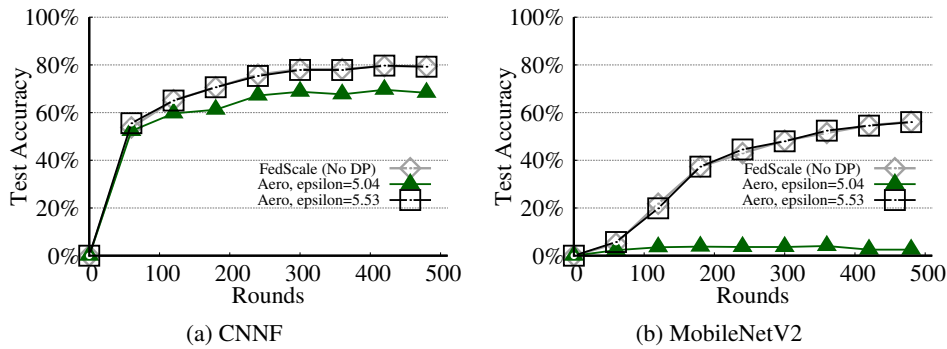 100%
80%
60%
40%
20%
0%
Test Accuracy
FedScale (No DP)
Aero, epsilon=5.04
Aero, epsilon=5.53
0 100 200 300 400 500
Rounds
(a) CNNF
100%
80%
60%
40%
20%
0%
Test Accuracy
FedScale (No DP)
Aero, epsilon=5.04
Aero, epsilon=5.53
0 100 200 300 400 500
Rounds
(b) MobileNetV2